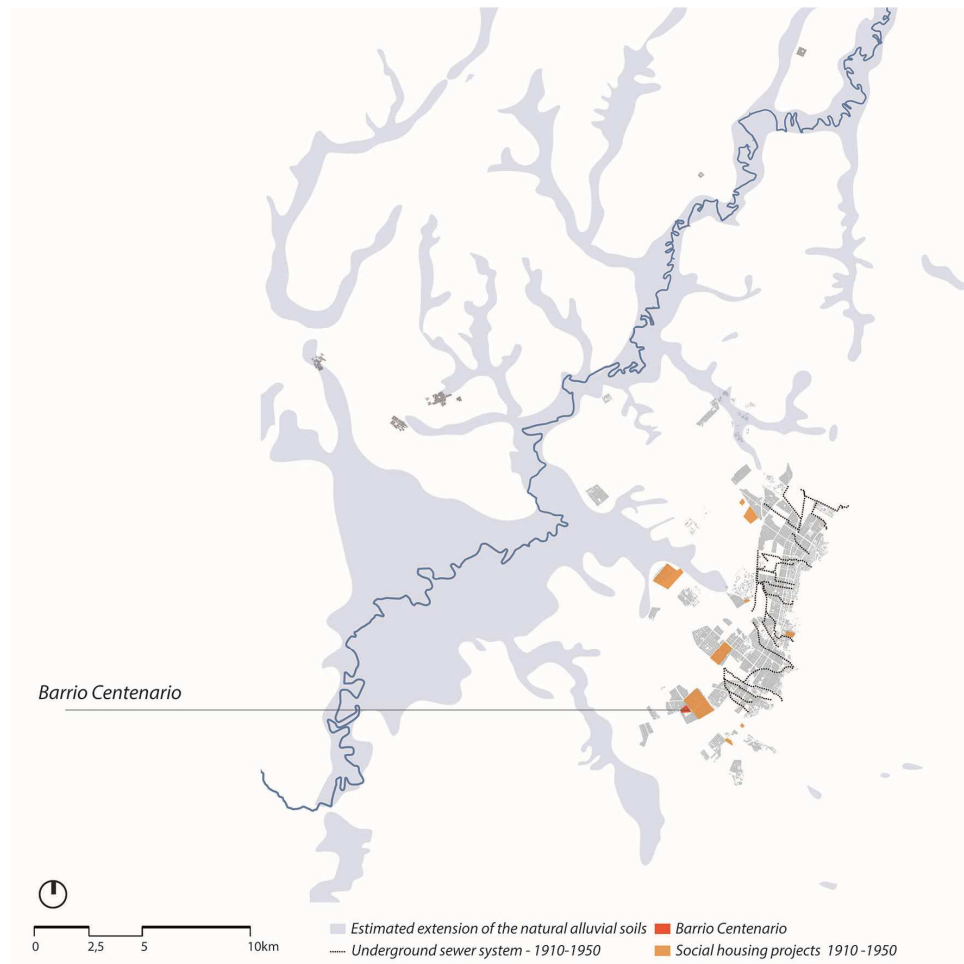 Barrio Centenario
0 2,5 5 10km
Estimated extension of the natural alluvial soils
Underground sewer system - 1910-1950
Barrio Centenario
Social housing projects 1910 -1950